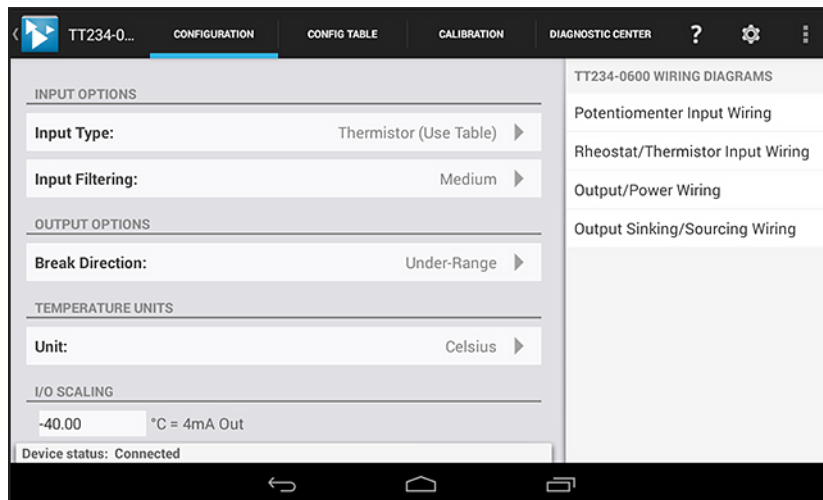 TT234-0...
CONFIGURATION
CONFIG TABLE
CALIBRATION
DIAGNOSTIC CENTER
?
INPUT OPTIONS
Input Type: Thermistor (Use Table)
Input Filtering: Medium
OUTPUT OPTIONS
Break Direction: Under-Range
TEMPERATURE UNITS
Unit: Celsius
I/O SCALING
-40.00 °C = 4mA Out
Device status: Connected
TT234-0600 WIRING DIAGRAMS
Potentiomenter Input Wiring
Rheostat/Thermistor Input Wiring
Output/Power Wiring
Output Sinking/Sourcing Wiring